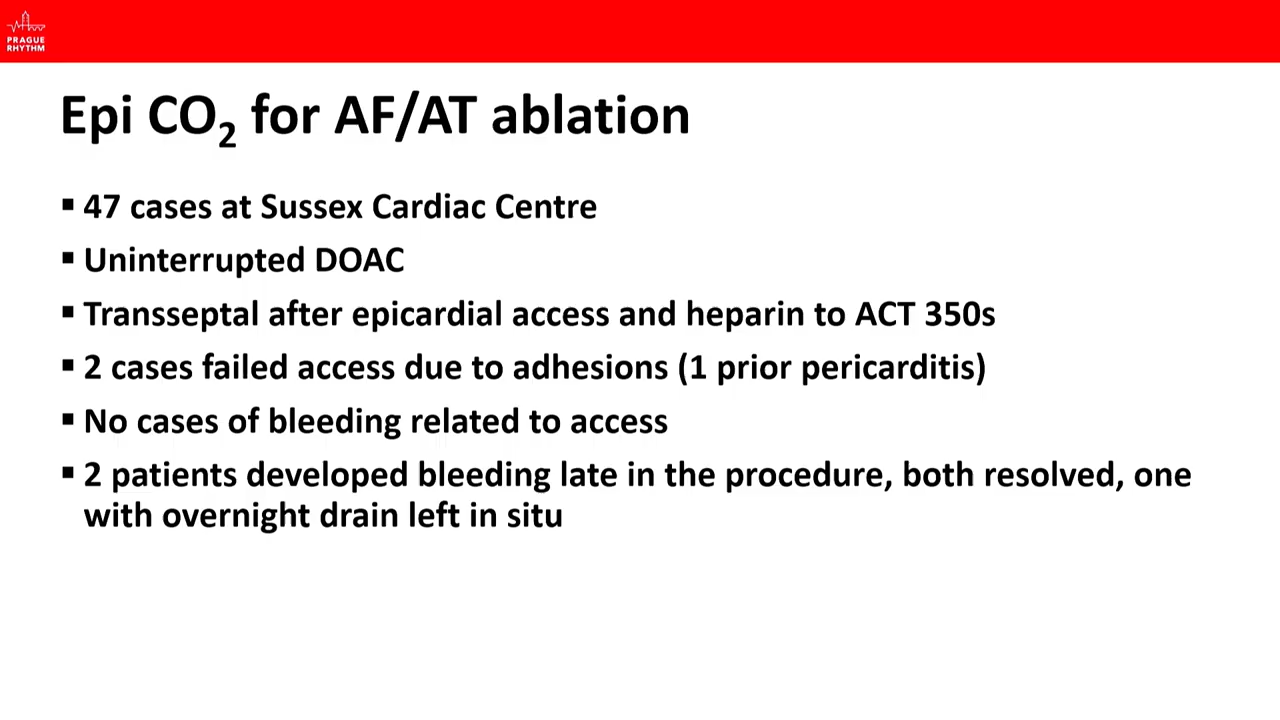 PRAGUE
RHYTHM
Epi CO₂ for AF/AT ablation
▪ 47 cases at Sussex Cardiac Centre
▪ Uninterrupted DOAC
▪ Transseptal after epicardial access and heparin to ACT 350s
▪ 2 cases failed access due to adhesions (1 prior pericarditis)
▪ No cases of bleeding related to access
▪ 2 patients developed bleeding late in the procedure, both resolved, one
with overnight drain left in situ